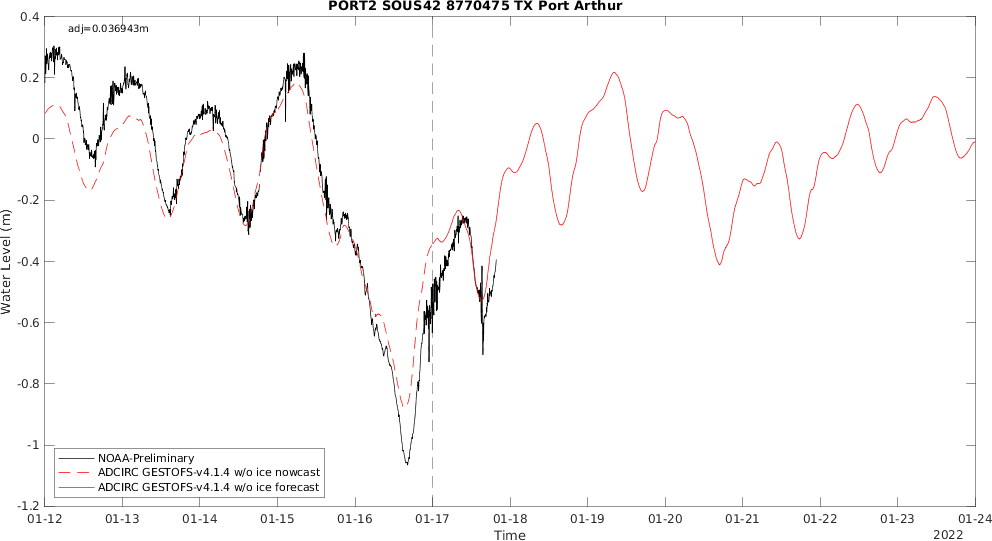 PORT2 SOUS42 8770475 TX Port Arthur
adj=0.036943m
0.4
0.2
0
-0.2
-0.4
-0.6
-0.8
-1
-1.2
Water Level (m)
NOAA-Preliminary
ADCIRC GESTOFS-v4.1.4 w/o ice nowcast
ADCIRC GESTOFS-v4.1.4 w/o ice forecast
01-12 01-13 01-14 01-15 01-16 01-17 01-18 01-19 01-20 01-21 01-22 01-23 01-24
Time
2022